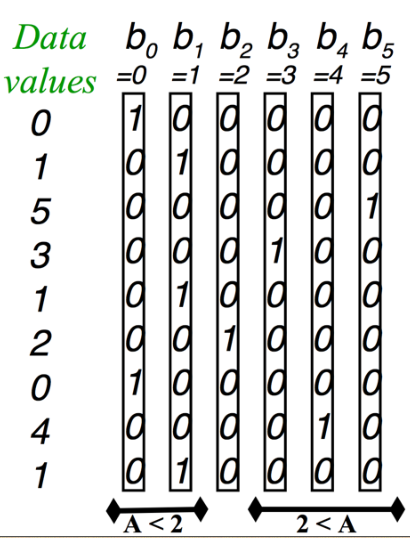 Data b0 b1 b2 b3 b4 b5
values =0 =1 =2 =3 =4 =5
0 1 0 0 0 0 0
1 0 1 0 0 0 0
5 0 0 0 0 0 1
3 0 0 0 1 0 0
1 0 1 0 0 0 0
2 0 0 1 0 0 0
0 1 0 0 0 0 0
4 0 0 0 0 1 0
1 0 1 0 0 0 0
A < 2 2 < A